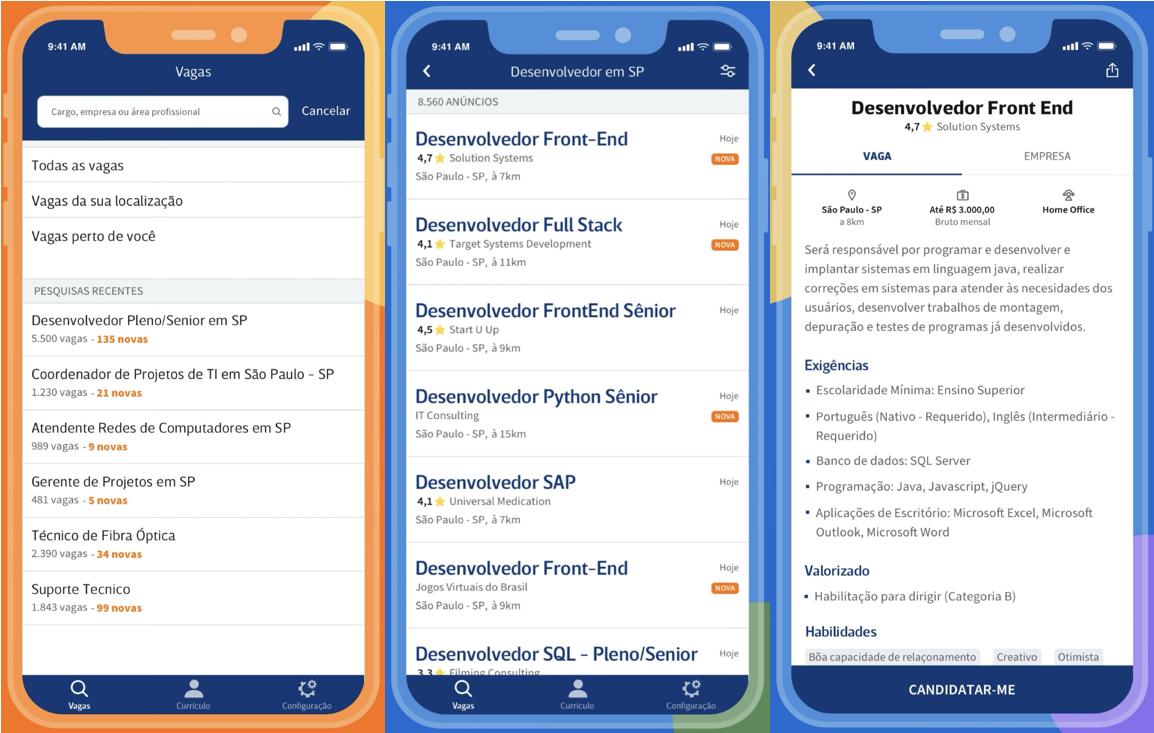 9:41 AM
Vagas
Cargo, empresa ou área profissional
Cancelar
Todas as vagas
Vagas da sua localização
Vagas perto de você
PESQUISAS RECENTES
Desenvolvedor Pleno/Senior em SP
5.500 vagas - 135 novas
Coordenador de Projetos de TI em São Paulo - SP
1.230 vagas - 21 novas
Atendente Redes de Computadores em SP
989 vagas - 9 novas
Gerente de Projetos em SP
481 vagas - 5 novas
Técnico de Fibra Óptica
2.390 vagas - 34 novas
Suporte Tecnico
1.843 vagas - 99 novas
Vagas
Currículo
Configuração
9:41 AM
Desenvolvedor em SP
8.560 ANÚNCIOS
Desenvolvedor Front-End
Hoje
4,7 Solution Systems
NOVA
São Paulo - SP, à 7km
Desenvolvedor Full Stack
Hoje
4,1 Target Systems Development
NOVA
São Paulo - SP, à 11km
Desenvolvedor FrontEnd Sênior
Hoje
4,5 Start U Up
São Paulo - SP, à 9km
Desenvolvedor Python Sênior
Hoje
IT Consulting
NOVA
São Paulo - SP, à 15km
Desenvolvedor SAP
Hoje
4,1 Universal Medication
São Paulo - SP, à 7km
Desenvolvedor Front-End
Hoje
Jogos Virtuais do Brasil
NOVA
São Paulo - SP, à 9km
Desenvolvedor SQL - Pleno/Senior
Hoje
3,3 Filming Consulting
Vagas
Currículo
Configuração
9:41 AM
Desenvolvedor Front End
4,7 Solution Systems
VAGA
EMPRESA
São Paulo - SP
a 8km
Até R$ 3.000,00
Bruto mensal
Home Office
Será responsável por programar e desenvolver e
implantar sistemas em linguagem java, realizar
correções em sistemas para atender às necesidades dos
usuários, desenvolver trabalhos de montagem,
depuração e testes de programas já desenvolvidos.
Exigências
▪ Escolaridade Mínima: Ensino Superior
▪ Português (Nativo - Requerido), Inglês (Intermediário -
Requerido)
▪ Banco de dados: SQL Server
▪ Programação: Java, Javascript, jQuery
▪ Aplicações de Escritório: Microsoft Excel, Microsoft
Outlook, Microsoft Word
Valorizado
▪ Habilitação para dirigir (Categoria B)
Habilidades
Bõa capacidade de relaçonamento
Creativo
Otimista
CANDIDATAR-ME